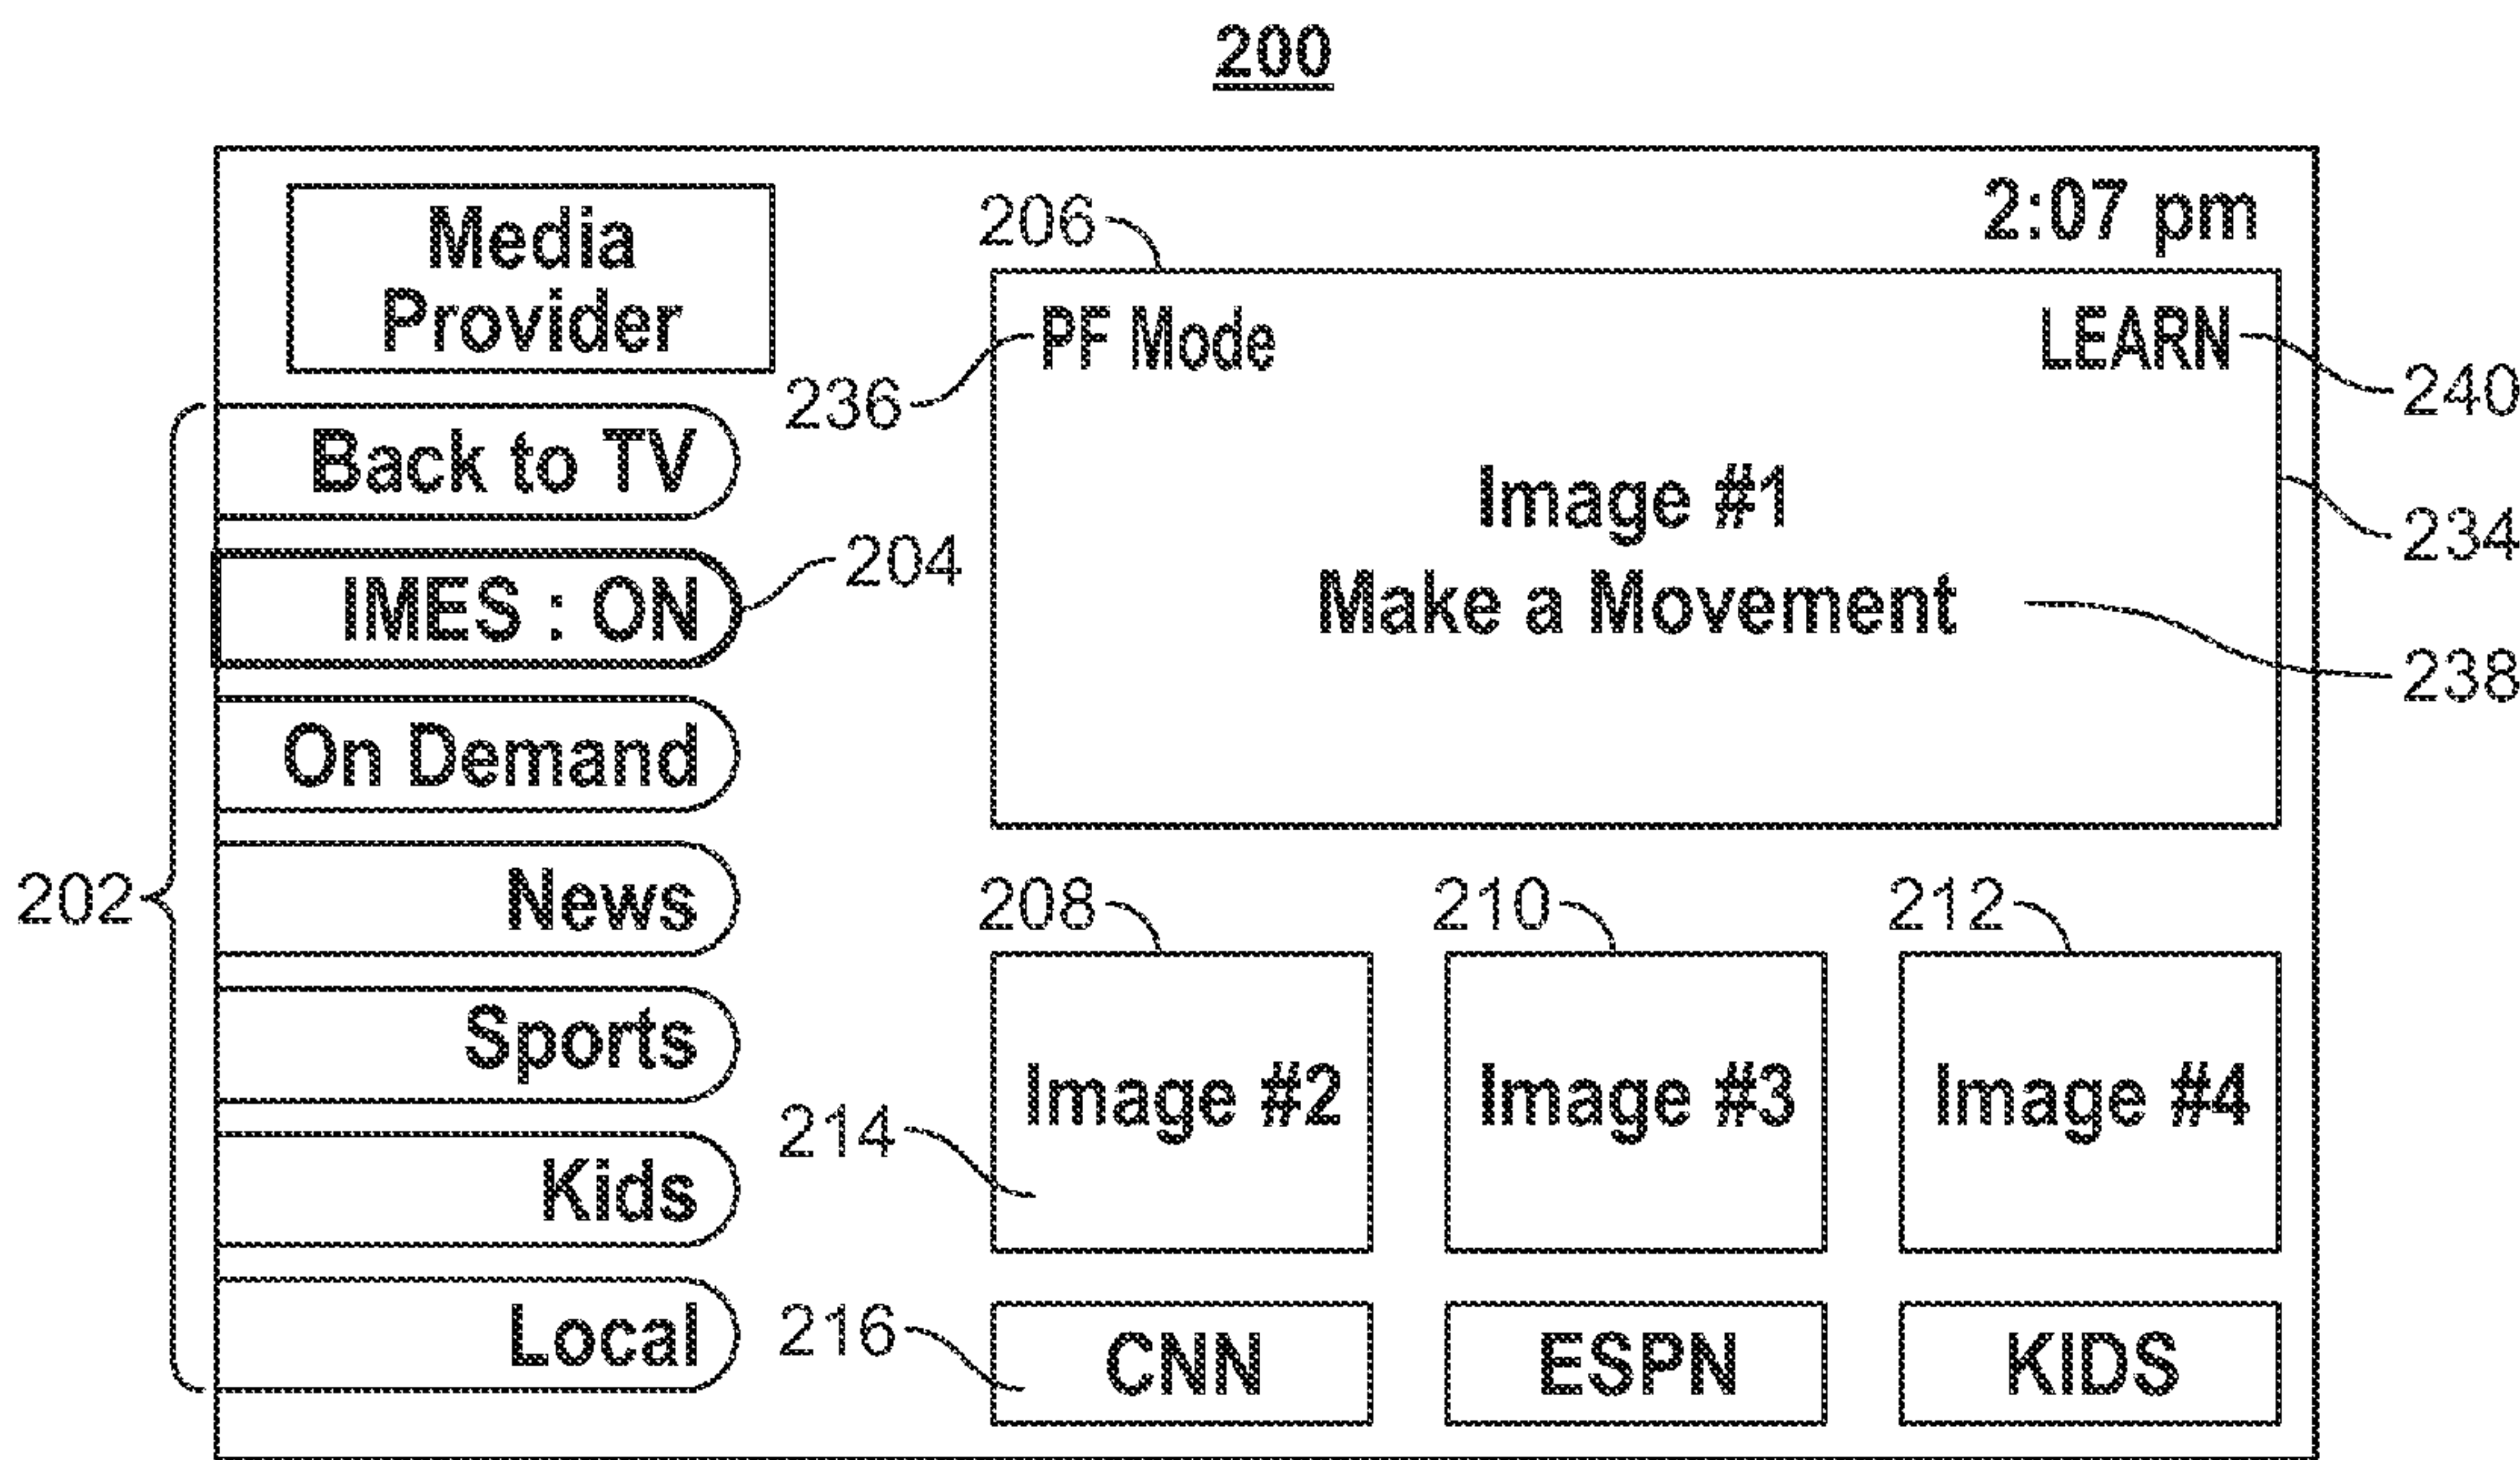 200
Media
Provider
2:07 pm
206
PF Mode
LEARN
236
240
Back to TV
Image #1
234
204
IMES : ON
Make a Movement
238
On Demand
202
News
208
210
212
Sports
Image #2
Image #3
Image #4
214
Kids
Local
216
CNN
ESPN
KIDS